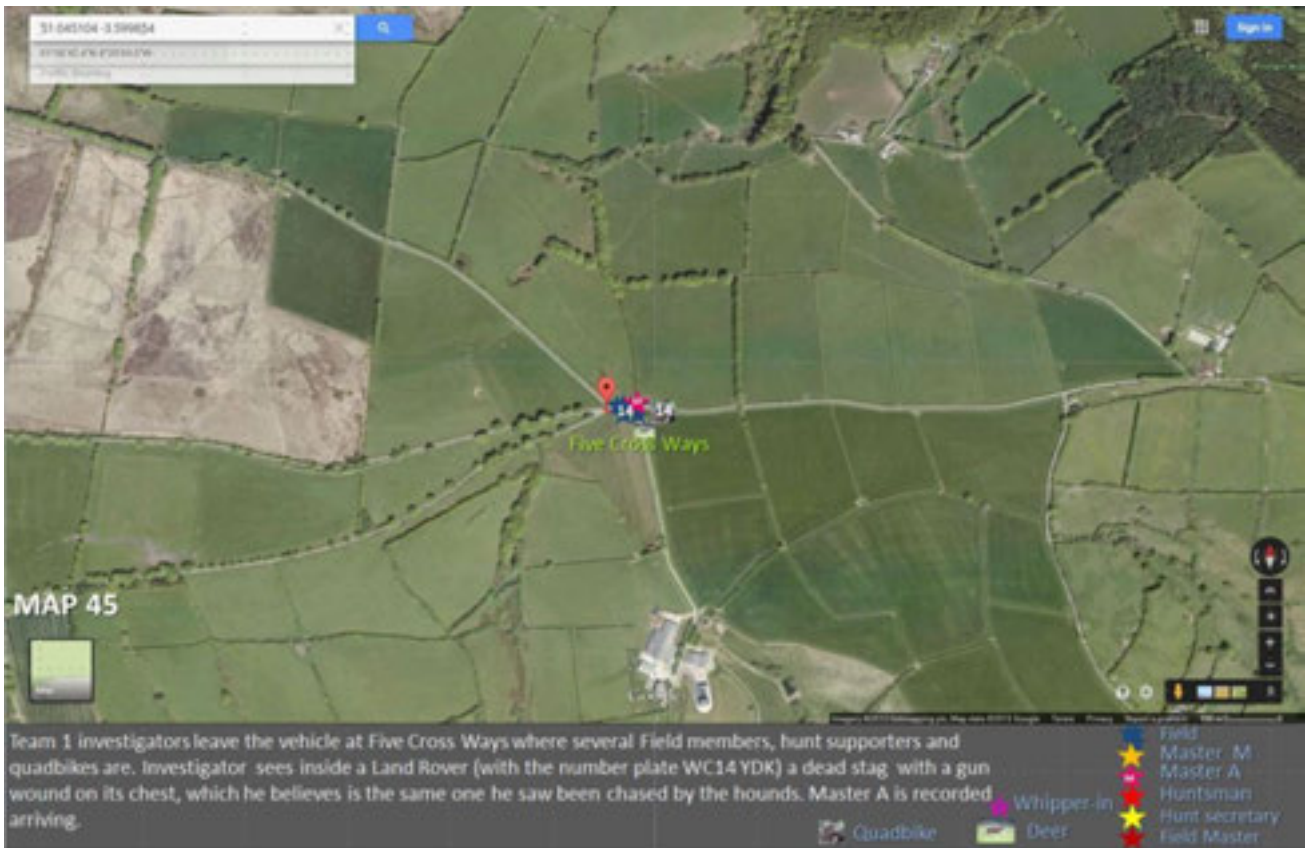 51.045104 -3.599654
Sign in
14 14
Five Cross Ways
MAP 45
Team 1 investigators leave the vehicle at Five Cross Ways where several Field members, hunt supporters and
quadbikes are. Investigator sees inside a Land Rover (with the number plate WC14 YDK) a dead stag with a gun
wound on its chest, which he believes is the same one he saw been chased by the hounds. Master A is recorded
arriving.
Quadbike
Whipper-in
Deer
Field
Master M
Master A
Huntsman
Hunt secretary
Field Master